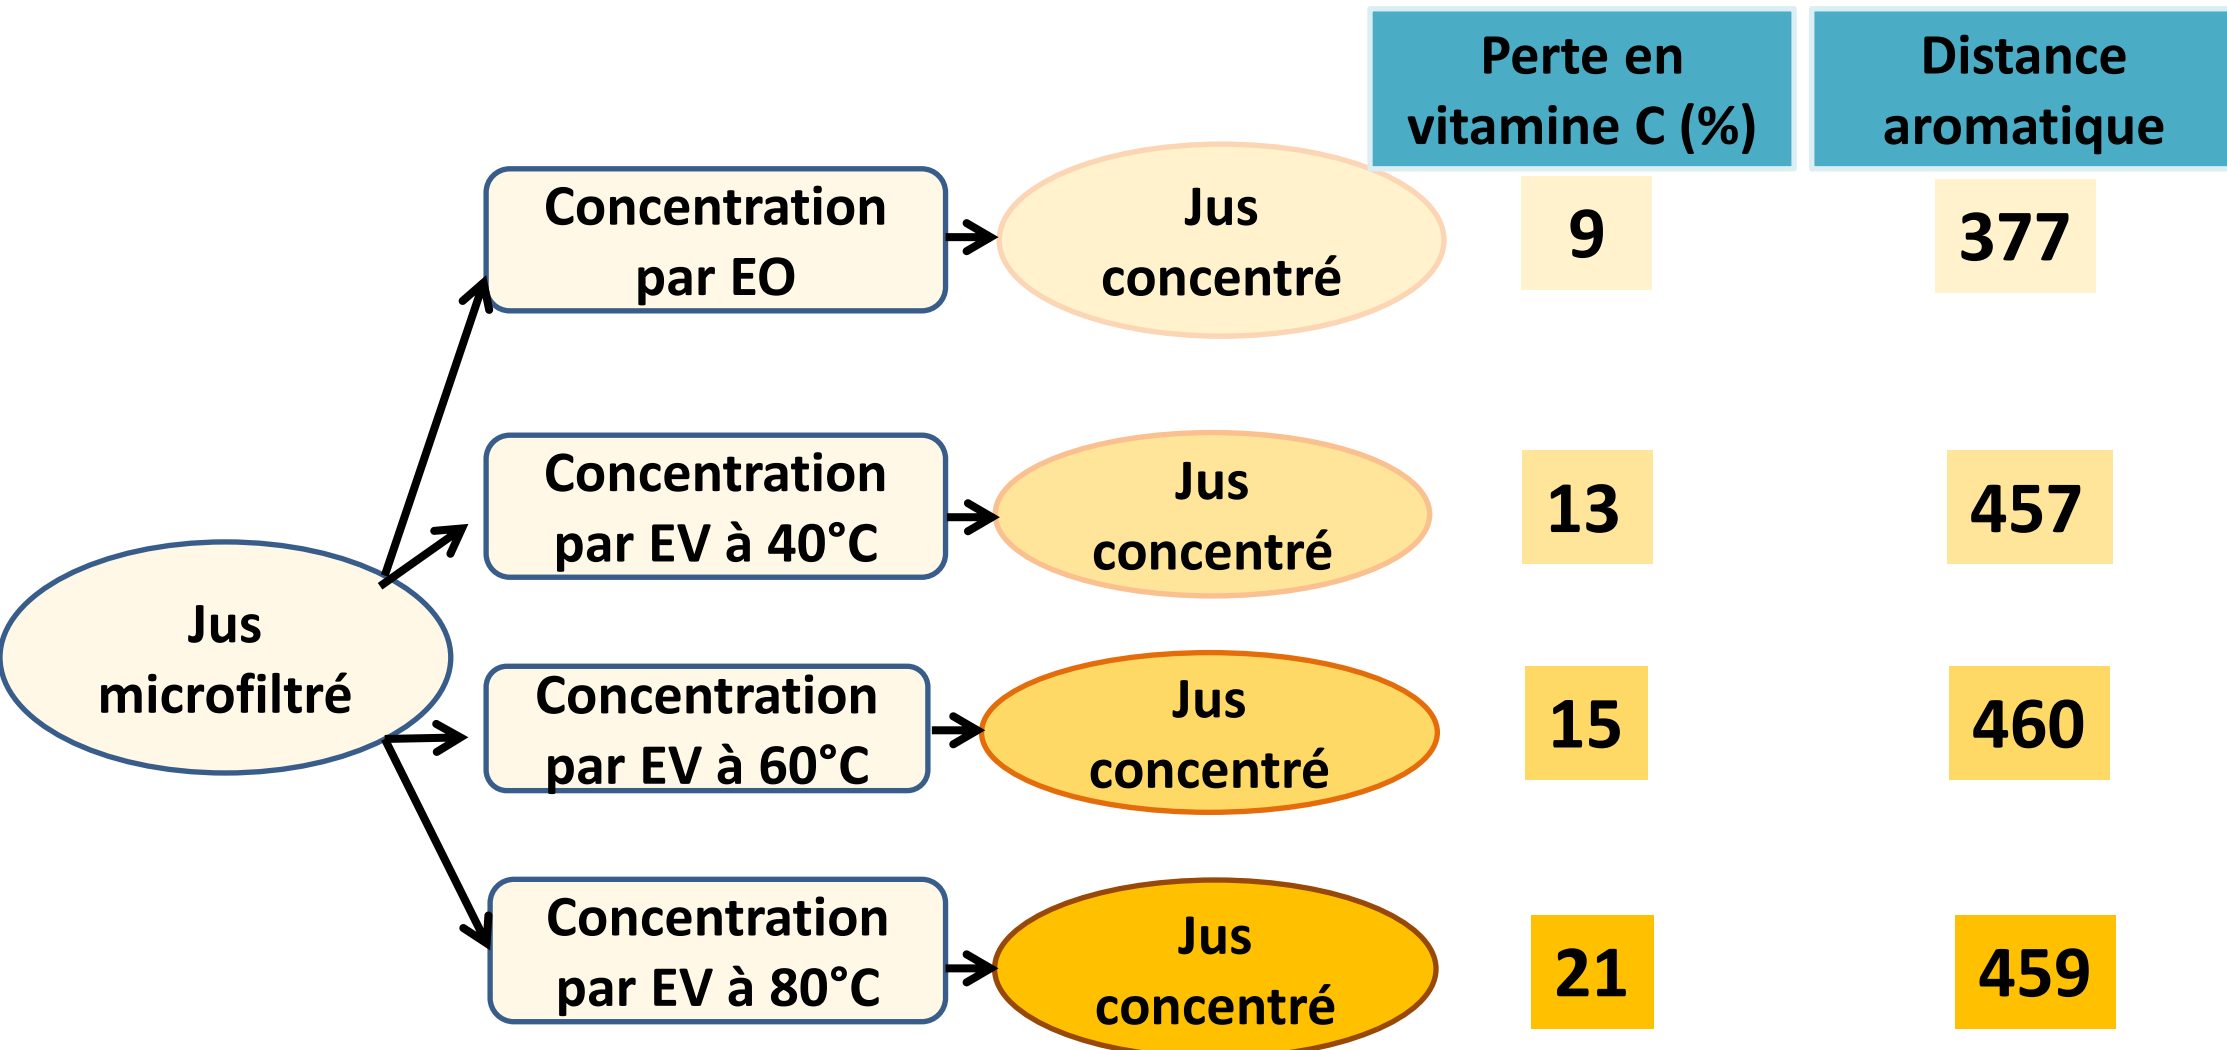 Perte en
vitamine C (%)
Distance
aromatique
Concentration
par EO
Jus
concentré
9
377
Concentration
par EV à 40°C
Jus
concentré
13
457
Jus
microfiltré
Concentration
par EV à 60°C
Jus
concentré
15
460
Concentration
par EV à 80°C
Jus
concentré
21
459